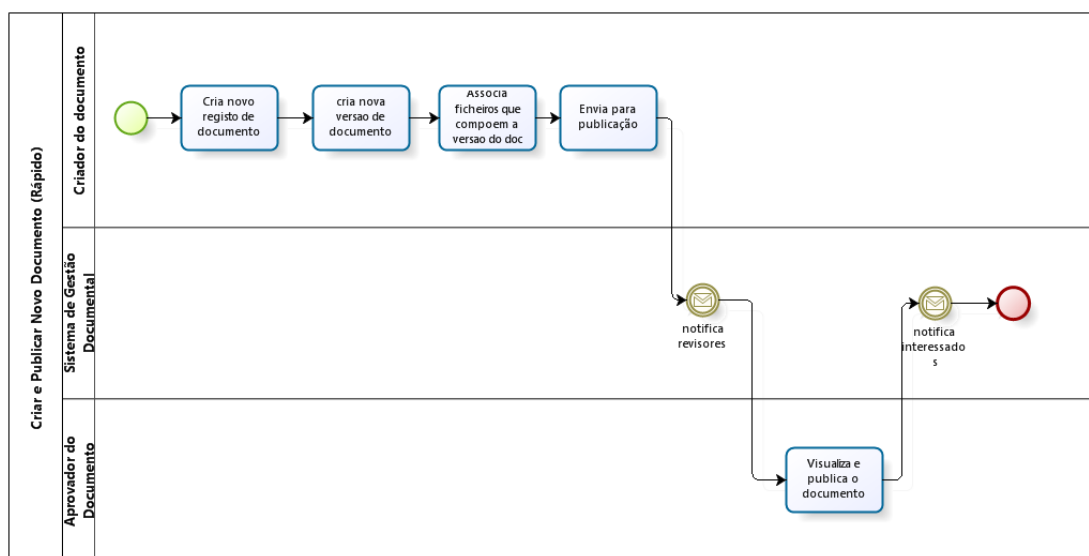 Criar e Publicar Novo Documento (Rápido)
Criador do documento
Cria novo
registo de
documento
cria nova
versao de
documento
Associa
ficheiros que
compoem a
versao do doc
Envia para
publicação
Sistema de Gestão
Documental
notifica
revisores
notifica
interessado
s
Aprovador do
Documento
Visualiza e
publica o
documento